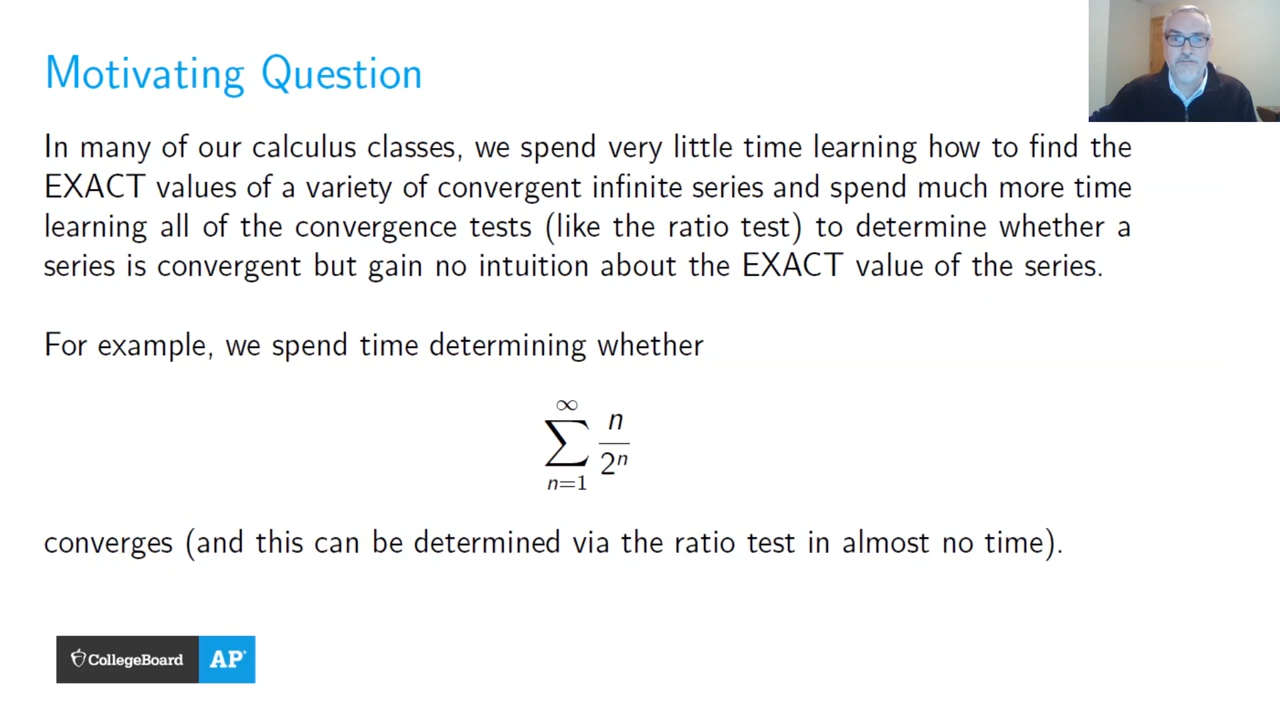 Motivating Question
In many of our calculus classes, we spend very little time learning how to find the
EXACT values of a variety of convergent infinite series and spend much more time
learning all of the convergence tests (like the ratio test) to determine whether a
series is convergent but gain no intuition about the EXACT value of the series.
For example, we spend time determining whether
∞
∑ n/2ⁿ
n=1
converges (and this can be determined via the ratio test in almost no time).
CollegeBoard AP®